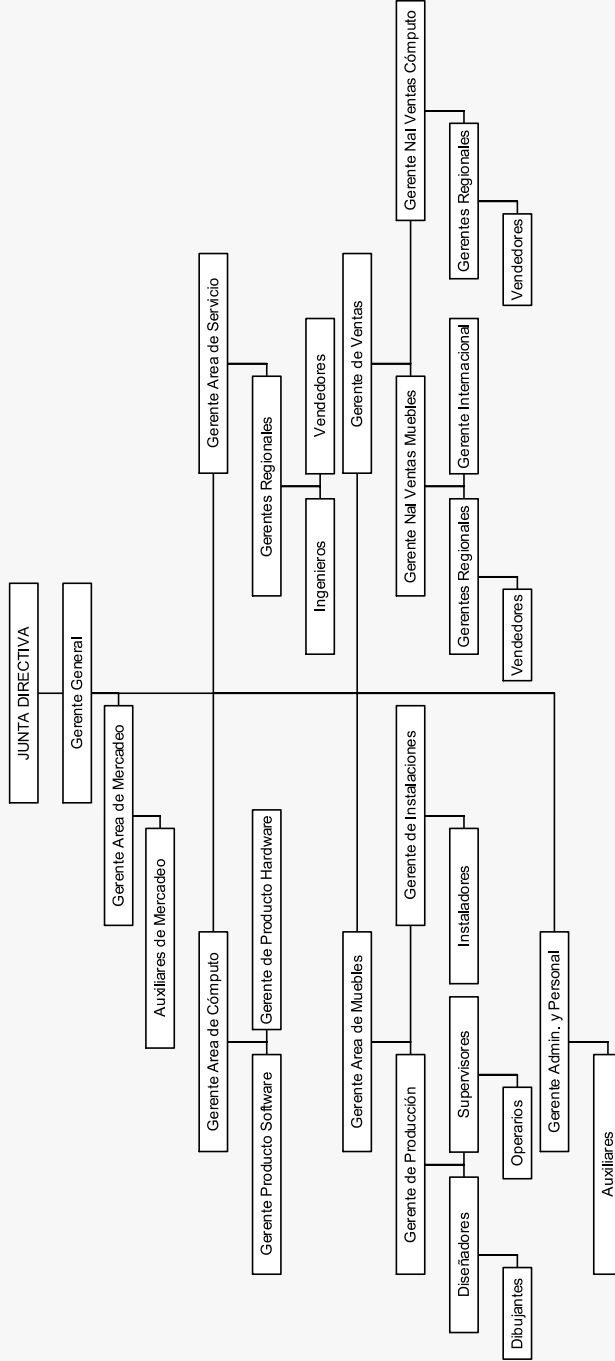 JUNTA DIRECTIVA
Gerente General
Gerente Area de Mercadeo
Auxiliares de Mercadeo
Gerente Area de Cómputo
Gerente Area de Servicio
Gerente Producto Software
Gerente de Producto Hardware
Gerentes Regionales
Ingenieros
Vendedores
Gerente Area de Muebles
Gerente de Ventas
Gerente de Producción
Gerente de Instalaciones
Gerente Nal Ventas Muebles
Gerente Nal Ventas Cómputo
Diseñadores
Supervisores
Instaladores
Gerentes Regionales
Gerente Internacional
Gerentes Regionales
Dibujantes
Operarios
Vendedores
Vendedores
Gerente Admin. y Personal
Auxiliares